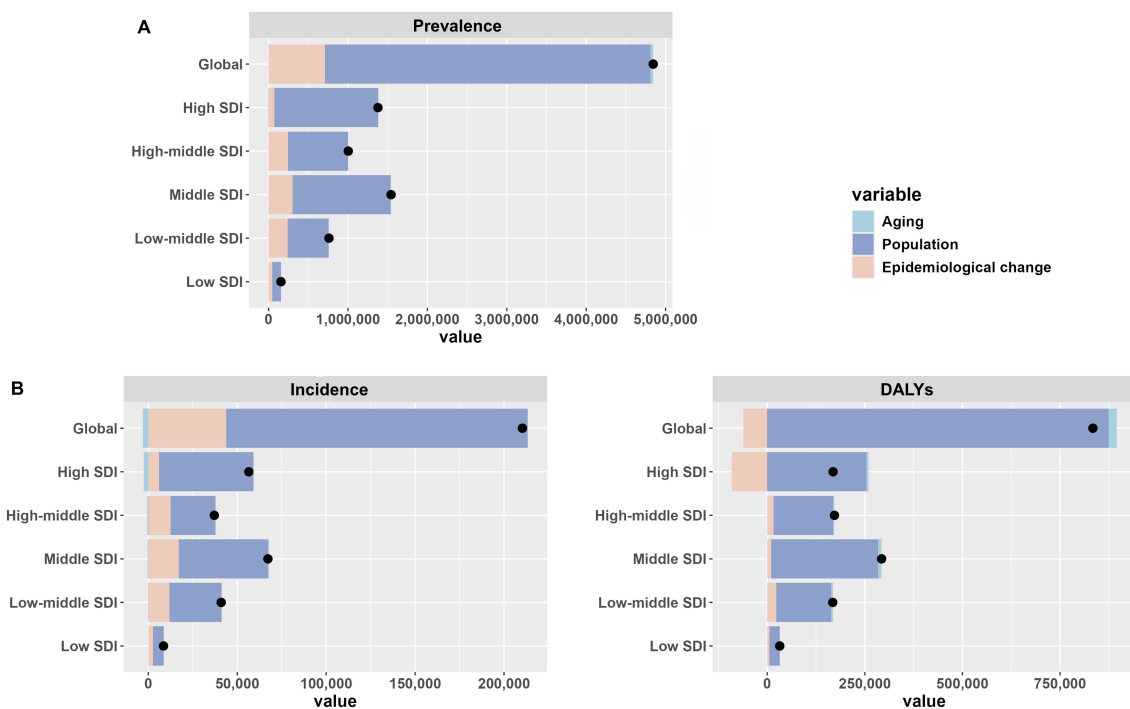 A
Prevalence
Global
High SDI
High-middle SDI
Middle SDI
Low-middle SDI
Low SDI
0 1,000,000 2,000,000 3,000,000 4,000,000 5,000,000
value
variable
Aging
Population
Epidemiological change
B
Incidence
Global
High SDI
High-middle SDI
Middle SDI
Low-middle SDI
Low SDI
0 50,000 100,000 150,000 200,000
value
DALYs
Global
High SDI
High-middle SDI
Middle SDI
Low-middle SDI
Low SDI
0 250,000 500,000 750,000
value